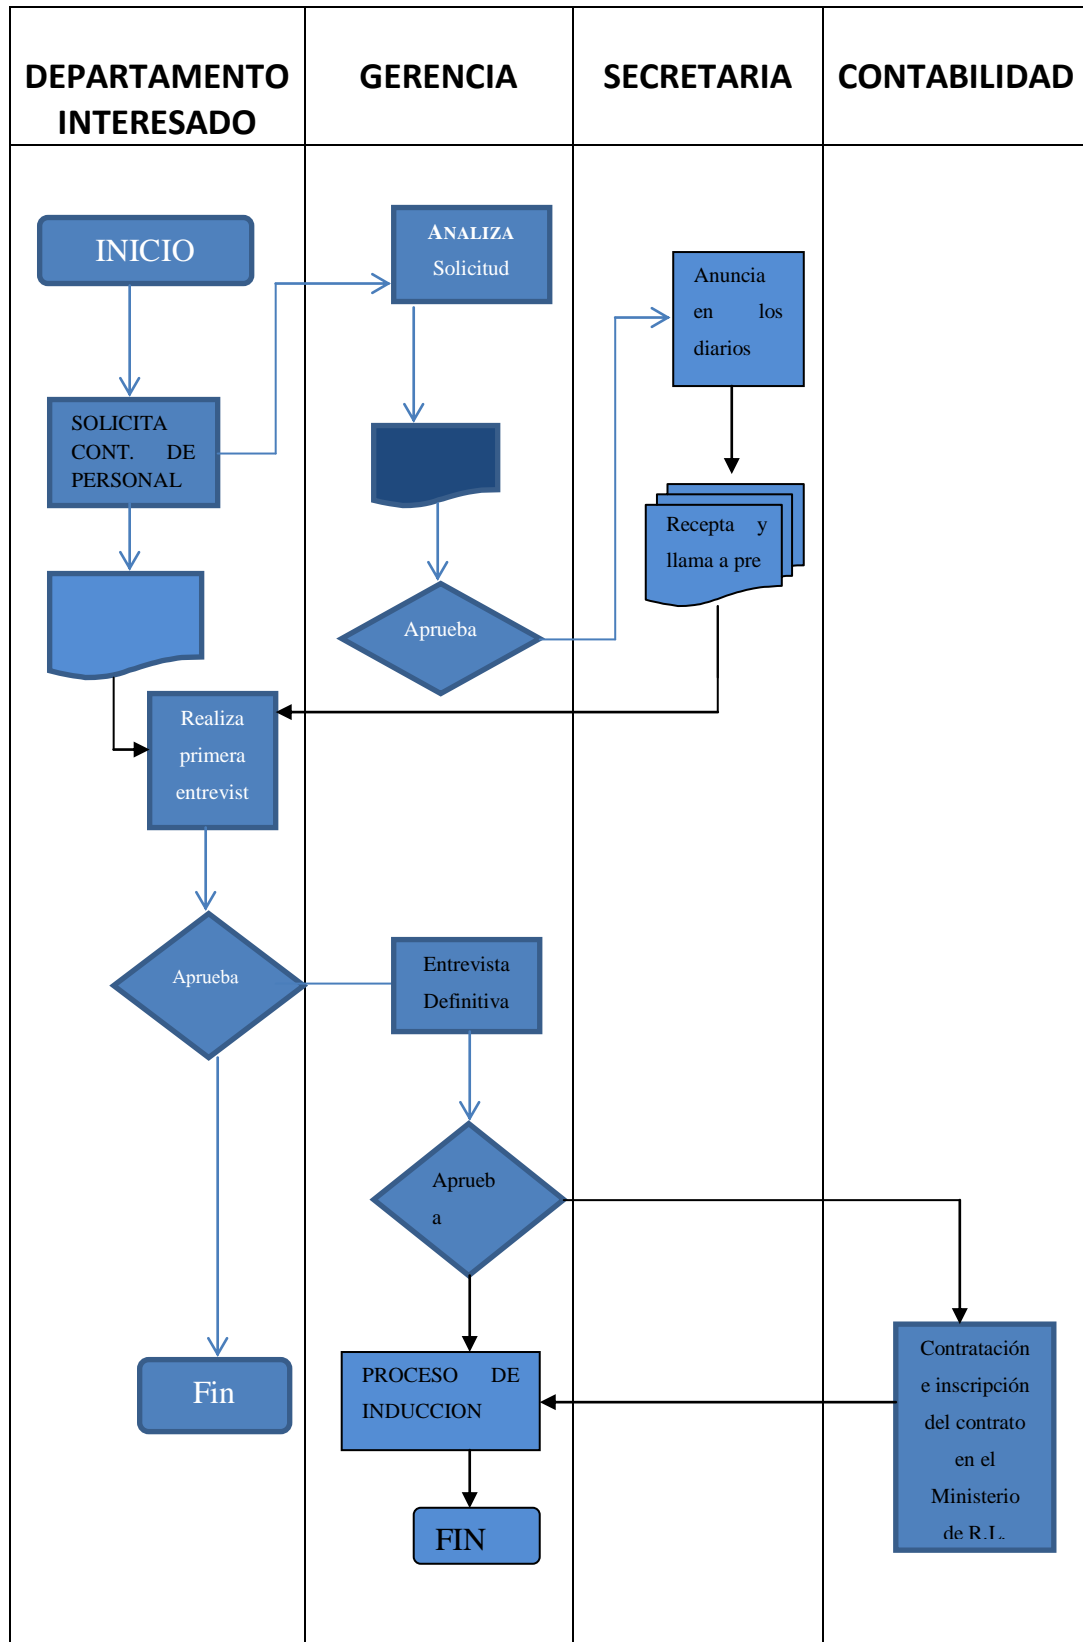 DEPARTAMENTO
INTERESADO
GERENCIA
SECRETARIA
CONTABILIDAD
INICIO
ANALIZA
Solicitud
Anuncia
en los
diarios
SOLICITA
CONT. DE
PERSONAL
Recepta y
llama a pre
Aprueba
Realiza
primera
entrevist
Aprueba
Entrevista
Definitiva
Aprueb
a
Contratación
e inscripción
del contrato
en el
Ministerio
de R.L.
PROCESO DE
INDUCCION
Fin
FIN